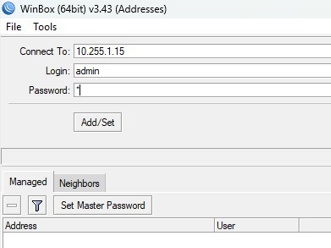 WinBox (64bit) v3.43 (Addresses)
File Tools
Connect To: 10.255.1.15
Login: admin
Password: *
Add/Set
Managed Neighbors
Set Master Password
Address User